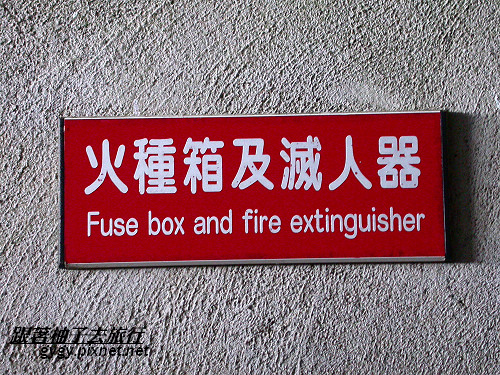 火種箱及滅人器
Fuse box and fire extinguisher
跟著柚子去旅行
gygy.pixnet.net